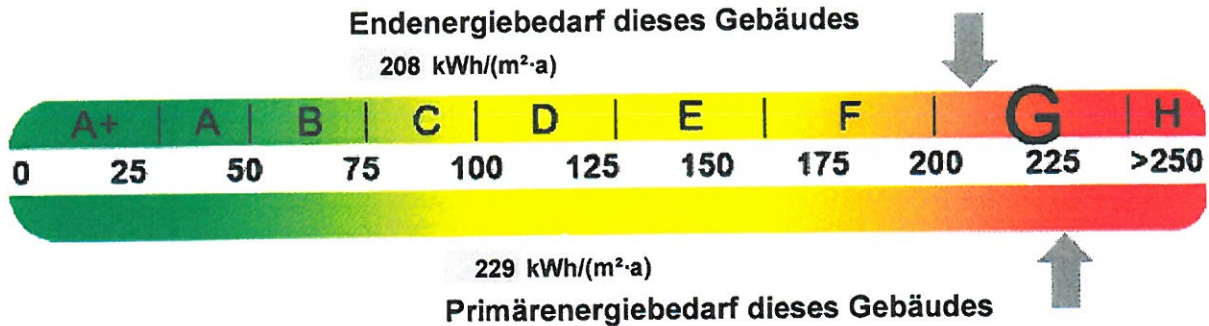 Endenergiebedarf dieses Gebäudes
208 kWh/(m²·a)
A+ | A | B | C | D | E | F | G | H
0 25 50 75 100 125 150 175 200 225 >250
229 kWh/(m²·a)
Primärenergiebedarf dieses Gebäudes